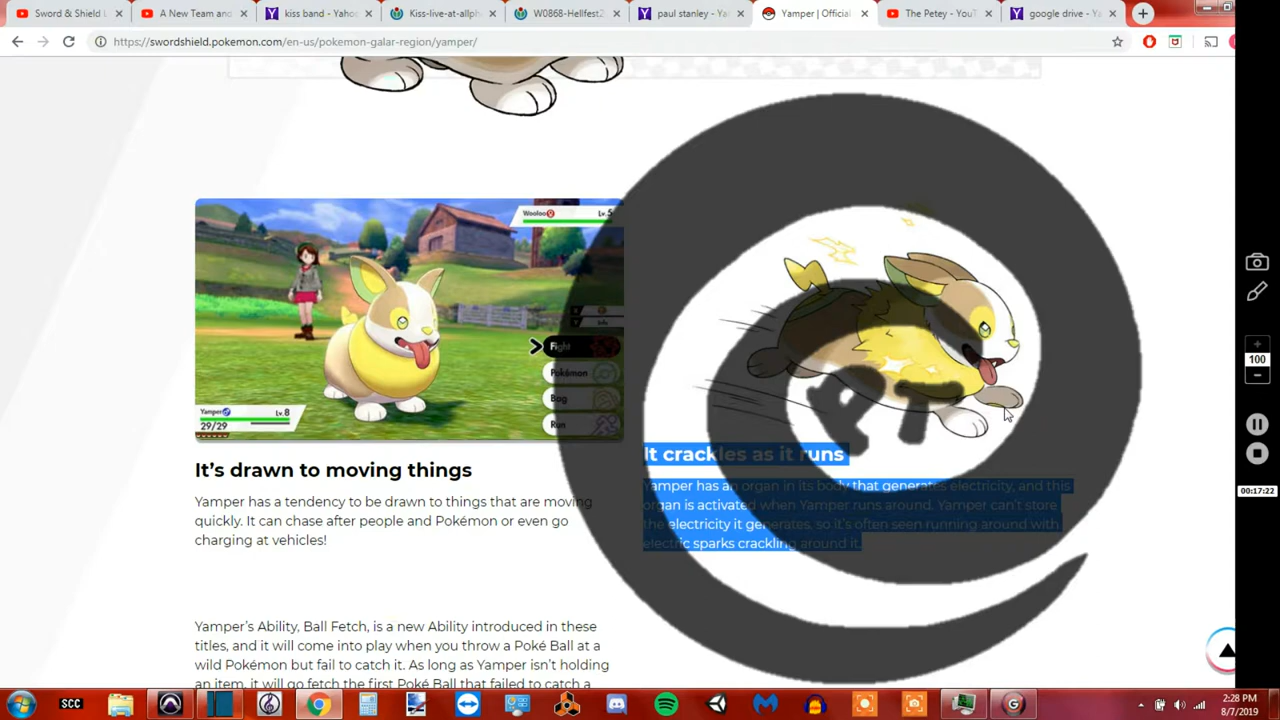 Sword & Shield L
A New Team and
kiss band - Yaho
Kiss-live-at-allph
W0868-Hellfest2
paul stanley - Ya
Yamper | Official
The Petey - YouT
google drive - Ya
https://swordshield.pokemon.com/en-us/pokemon-galar-region/yamper/
Wooloo Lv.5
Info
Fight
Pokémon
Bag
Run
Yamper Lv.8
29/29
It's drawn to moving things
Yamper has a tendency to be drawn to things that are moving
quickly. It can chase after people and Pokémon or even go
charging at vehicles!
It crackles as it runs
Yamper has an organ in its body that generates electricity, and this
organ is activated when Yamper runs around. Yamper can't store
the electricity it generates, so it's often seen running around with
electric sparks crackling around it.
Yamper's Ability, Ball Fetch, is a new Ability introduced in these
titles, and it will come into play when you throw a Poké Ball at a
wild Pokémon but fail to catch it. As long as Yamper isn't holding
an item, it will go fetch the first Poké Ball that failed to catch a
100
00:17:22
SCC
2:28 PM
8/7/2019